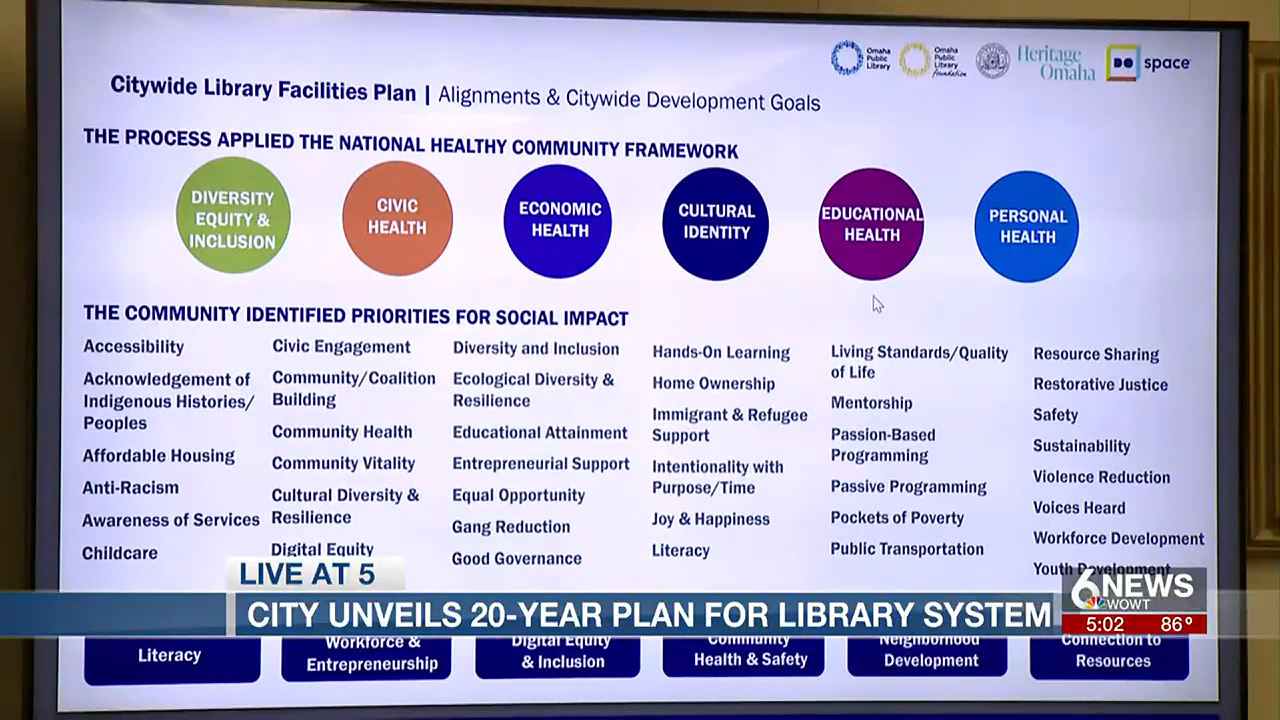 Omaha
Public
Library
Omaha
Public
Library
foundation
Heritage
Omaha
DO space
Citywide Library Facilities Plan | Alignments & Citywide Development Goals
THE PROCESS APPLIED THE NATIONAL HEALTHY COMMUNITY FRAMEWORK
DIVERSITY
EQUITY &
INCLUSION
CIVIC
HEALTH
ECONOMIC
HEALTH
CULTURAL
IDENTITY
EDUCATIONAL
HEALTH
PERSONAL
HEALTH
THE COMMUNITY IDENTIFIED PRIORITIES FOR SOCIAL IMPACT
Accessibility
Acknowledgement of
Indigenous Histories/
Peoples
Affordable Housing
Anti-Racism
Awareness of Services
Childcare
Civic Engagement
Community/Coalition
Building
Community Health
Community Vitality
Cultural Diversity &
Resilience
Digital Equity
Diversity and Inclusion
Ecological Diversity &
Resilience
Educational Attainment
Entrepreneurial Support
Equal Opportunity
Gang Reduction
Good Governance
Hands-On Learning
Home Ownership
Immigrant & Refugee
Support
Intentionality with
Purpose/Time
Joy & Happiness
Literacy
Living Standards/Quality
of Life
Mentorship
Passion-Based
Programming
Passive Programming
Pockets of Poverty
Public Transportation
Resource Sharing
Restorative Justice
Safety
Sustainability
Violence Reduction
Voices Heard
Workforce Development
Youth Development
LIVE AT 5
CITY UNVEILS 20-YEAR PLAN FOR LIBRARY SYSTEM
6 NEWS
WOWT
5:02 86°
Literacy
Workforce &
Entrepreneurship
Digital Equity
& Inclusion
Community
Health & Safety
Neighborhood
Development
Connection to
Resources